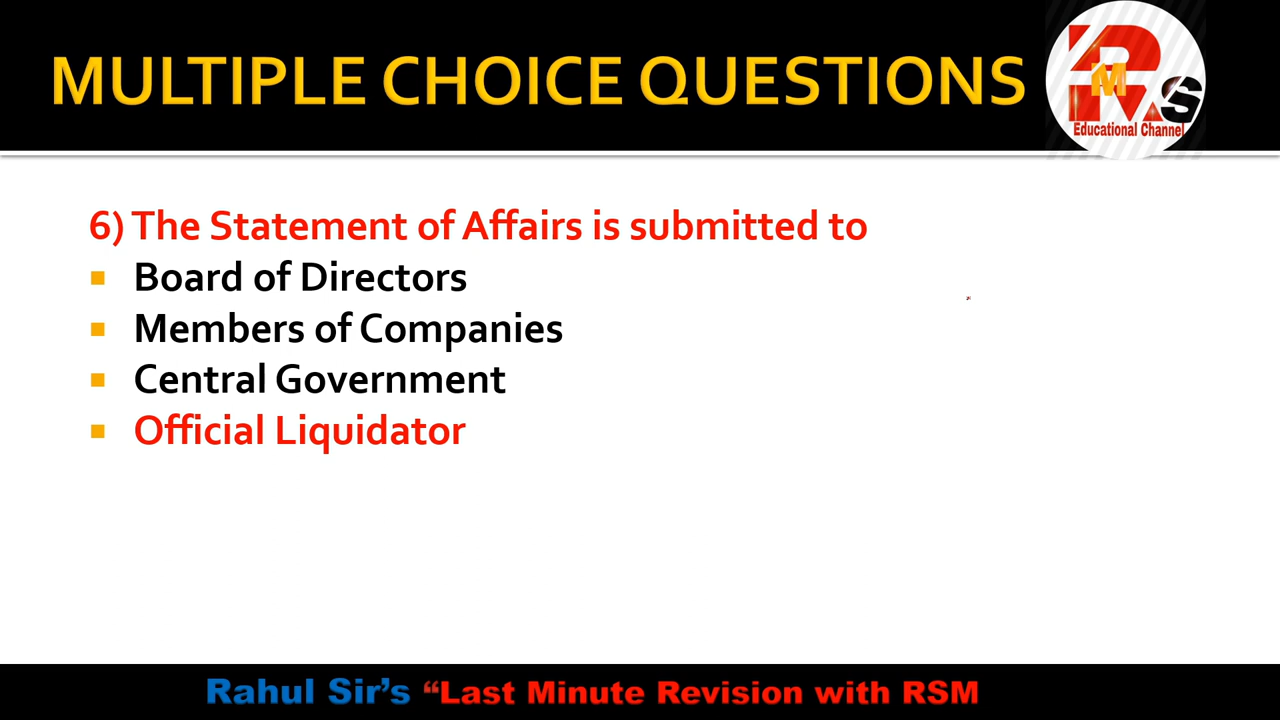 MULTIPLE CHOICE QUESTIONS
RMS
Educational Channel
6) The Statement of Affairs is submitted to
Board of Directors
Members of Companies
Central Government
Official Liquidator
Rahul Sir's “Last Minute Revision with RSM